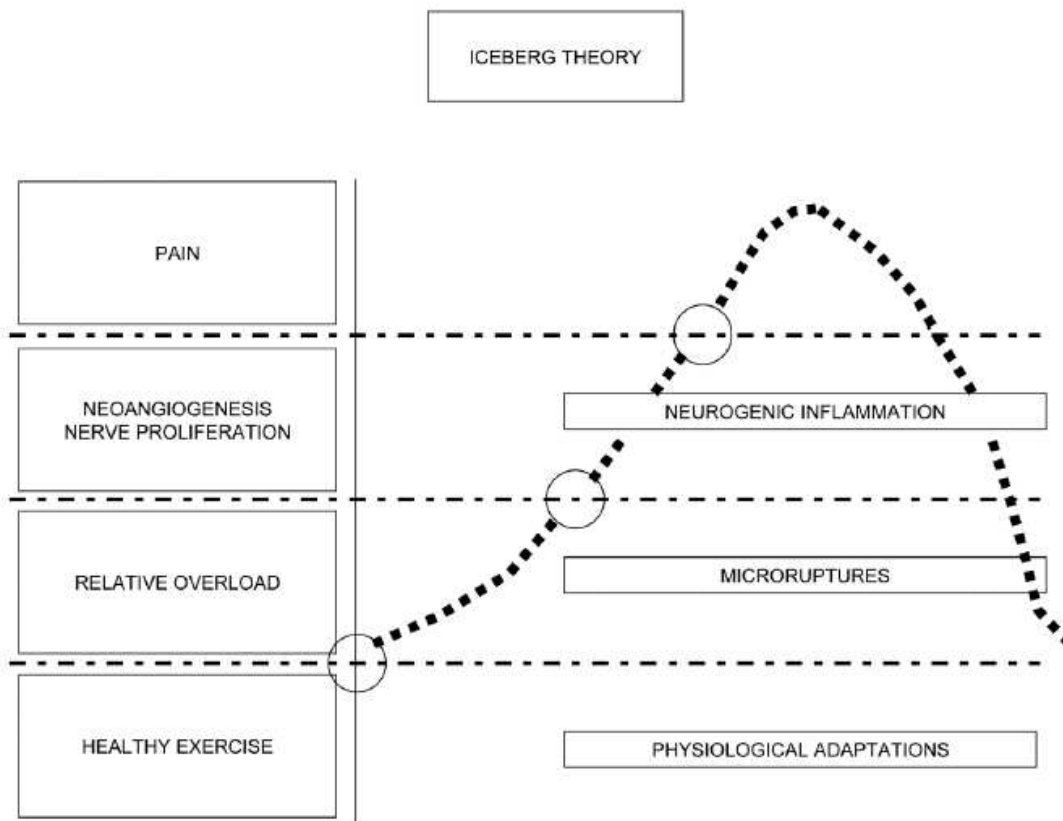 ICEBERG THEORY
PAIN
NEOANGIOGENESIS
NERVE PROLIFERATION
NEUROGENIC INFLAMMATION
RELATIVE OVERLOAD
MICRORUPTURES
HEALTHY EXERCISE
PHYSIOLOGICAL ADAPTATIONS